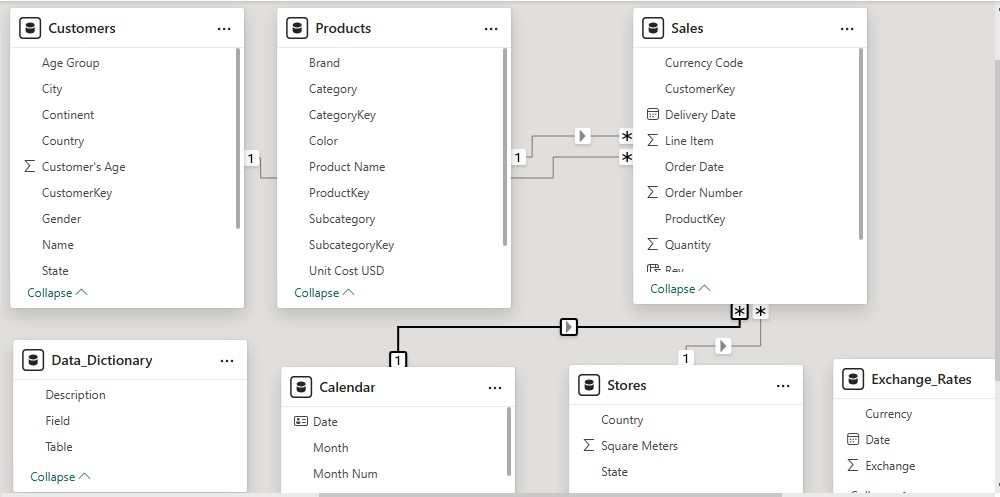 Customers
Age Group
City
Continent
Country
Customer's Age
CustomerKey
Gender
Name
State
Collapse
Products
Brand
Category
CategoryKey
Color
Product Name
ProductKey
Subcategory
SubcategoryKey
Unit Cost USD
Collapse
Sales
Currency Code
CustomerKey
Delivery Date
Line Item
Order Date
Order Number
ProductKey
Quantity
Collapse
1
1
*
*
*
*
1
1
Data_Dictionary
Description
Field
Table
Collapse
Calendar
Date
Month
Month Num
Stores
Country
Square Meters
State
Exchange_Rates
Currency
Date
Exchange